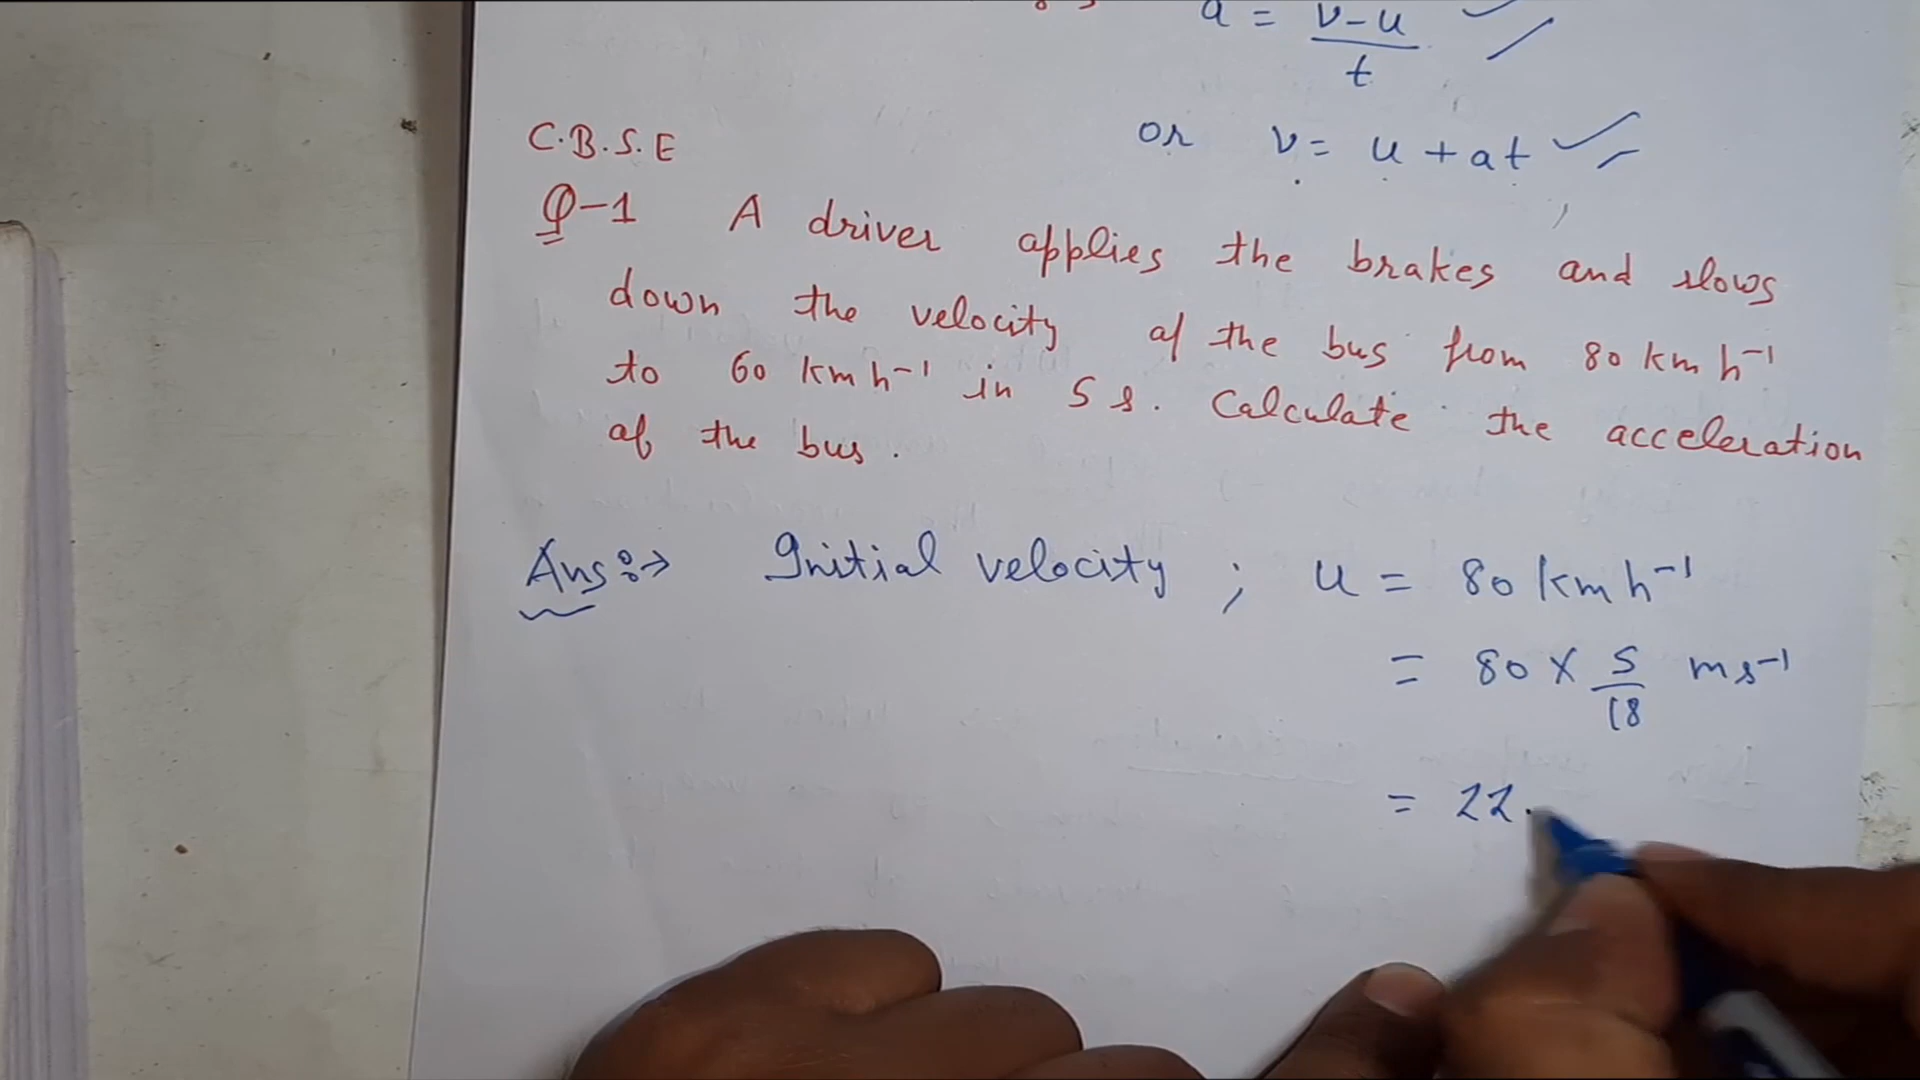 a = v-u/t
or v = u + at
C.B.S.E
Q-1 A driver applies the brakes and slows
down the velocity of the bus from 80 km h⁻¹
to 60 km h⁻¹ in 5 s. Calculate the acceleration
of the bus.
Ans:→ Initial velocity ; u = 80 km h⁻¹
= 80 × 5/18 ms⁻¹
= 22.